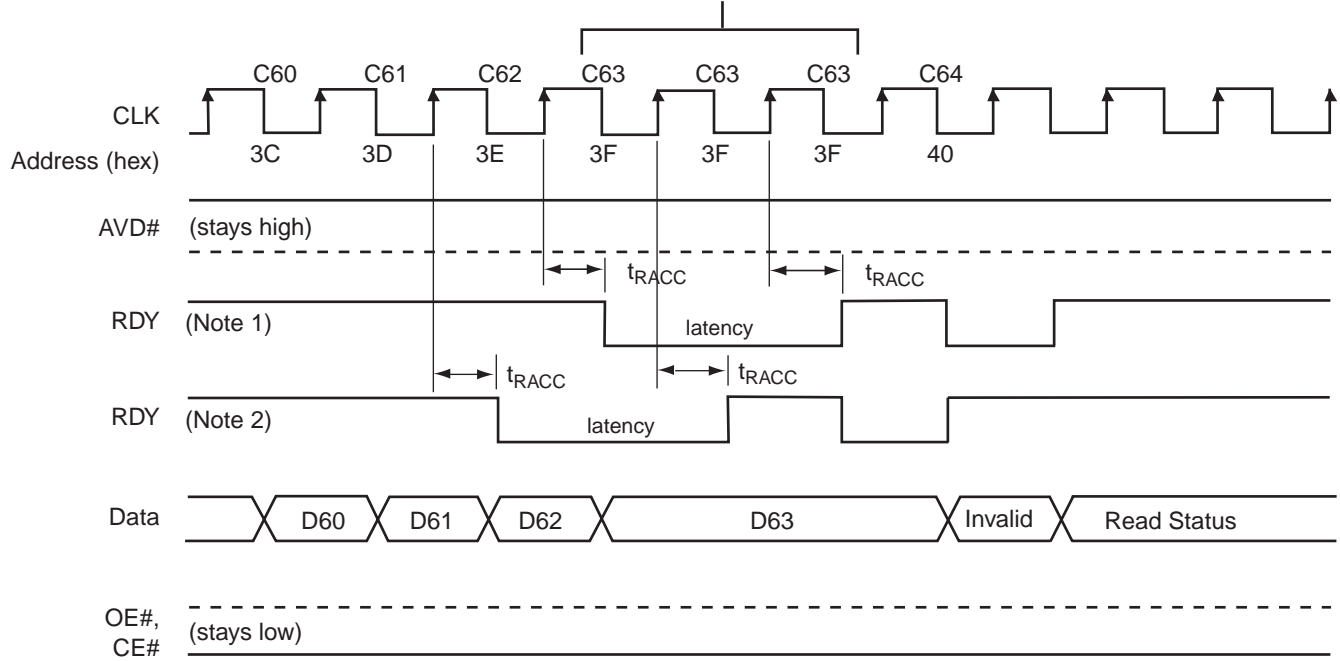 C60 C61 C62 C63 C63 C63 C64
CLK
Address (hex) 3C 3D 3E 3F 3F 3F 40
AVD# (stays high)
tRACC tRACC
RDY (Note 1) latency
tRACC tRACC
RDY (Note 2) latency
Data D60 D61 D62 D63 Invalid Read Status
OE#,
CE# (stays low)